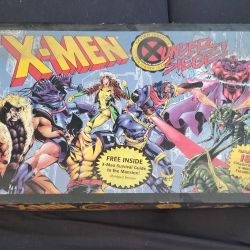 X-MEN
UNDER
SIEGE
FREE INSIDE
X-Men Survival Guide
to the Mansion!